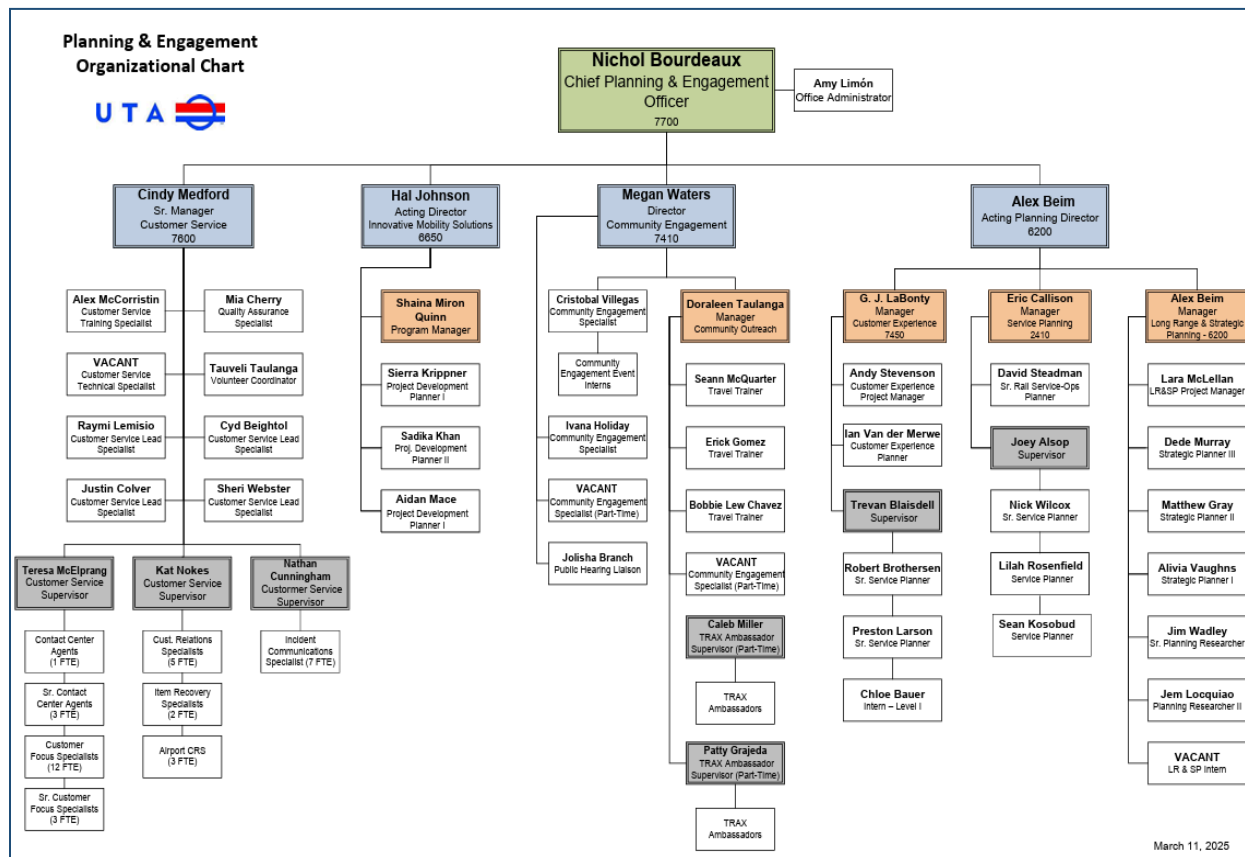 Planning & Engagement
Organizational Chart
UTA
Nichol Bourdeaux
Chief Planning & Engagement
Officer
7700
Amy Limón
Office Administrator
Cindy Medford
Sr. Manager
Customer Service
7600
Hal Johnson
Acting Director
Innovative Mobility Solutions
6650
Megan Waters
Director
Community Engagement
7410
Alex Beim
Acting Planning Director
6200
Alex McCorristin
Customer Service
Training Specialist
Mia Cherry
Quality Assurance
Specialist
VACANT
Customer Service
Technical Specialist
Tauveli Taulanga
Volunteer Coordinator
Raymi Lemisio
Customer Service Lead
Specialist
Cyd Beightol
Customer Service Lead
Specialist
Justin Colver
Customer Service Lead
Specialist
Sheri Webster
Customer Service Lead
Specialist
Teresa McElprang
Customer Service
Supervisor
Kat Nokes
Customer Service
Supervisor
Nathan
Cunningham
Custormer Service
Supervisor
Contact Center
Agents
(1 FTE)
Sr. Contact
Center Agents
(3 FTE)
Customer
Focus Specialists
(12 FTE)
Sr. Customer
Focus Specialists
(3 FTE)
Cust. Relations
Specialists
(5 FTE)
Item Recovery
Specialists
(2 FTE)
Airport CRS
(3 FTE)
Incident
Communications
Specialist (7 FTE)
Shaina Miron
Quinn
Program Manager
Sierra Krippner
Project Development
Planner I
Sadika Khan
Proj. Development
Planner II
Aidan Mace
Project Development
Planner I
Cristobal Villegas
Community Engagement
Specialist
Community
Engagement Event
Interns
Ivana Holiday
Community Engagement
Specialist
VACANT
Community Engagement
Specialist (Part-Time)
Jolisha Branch
Public Hearing Liaison
Doraleen Taulanga
Manager
Community Outreach
Seann McQuarter
Travel Trainer
Erick Gomez
Travel Trainer
Bobbie Lew Chavez
Travel Trainer
VACANT
Community Engagement
Specialist (Part-Time)
Caleb Miller
TRAX Ambassador
Supervisor (Part-Time)
TRAX
Ambassadors
Patty Grajeda
TRAX Ambassador
Supervisor (Part-Time)
TRAX
Ambassadors
G. J. LaBonty
Manager
Customer Experience
7450
Andy Stevenson
Customer Experience
Project Manager
Ian Van der Merwe
Customer Experience
Planner
Trevan Blaisdell
Supervisor
Robert Brothersen
Sr. Service Planner
Preston Larson
Sr. Service Planner
Chloe Bauer
Intern – Level I
Eric Callison
Manager
Service Planning
2410
David Steadman
Sr. Rail Service-Ops
Planner
Joey Alsop
Supervisor
Nick Wilcox
Sr. Service Planner
Lilah Rosenfield
Service Planner
Sean Kosobud
Service Planner
Alex Beim
Manager
Long Range & Strategic
Planning - 6200
Lara McLellan
LR&SP Project Manager
Dede Murray
Strategic Planner III
Matthew Gray
Strategic Planner II
Alivia Vaughns
Strategic Planner I
Jim Wadley
Sr. Planning Researcher
Jem Locquiao
Planning Researcher II
VACANT
LR & SP Intern
March 11, 2025